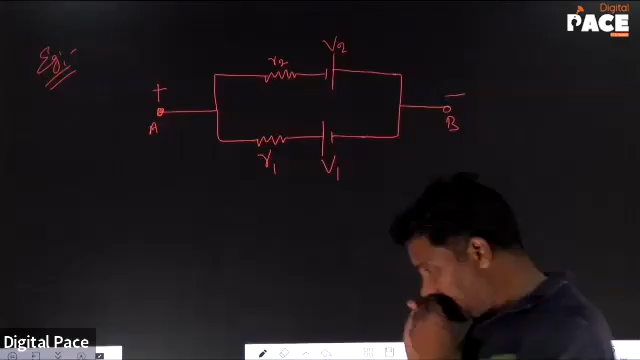 Digital
PACE
Eg:-
V2
r2
+
A
−
B
r1
V1
Digital Pace